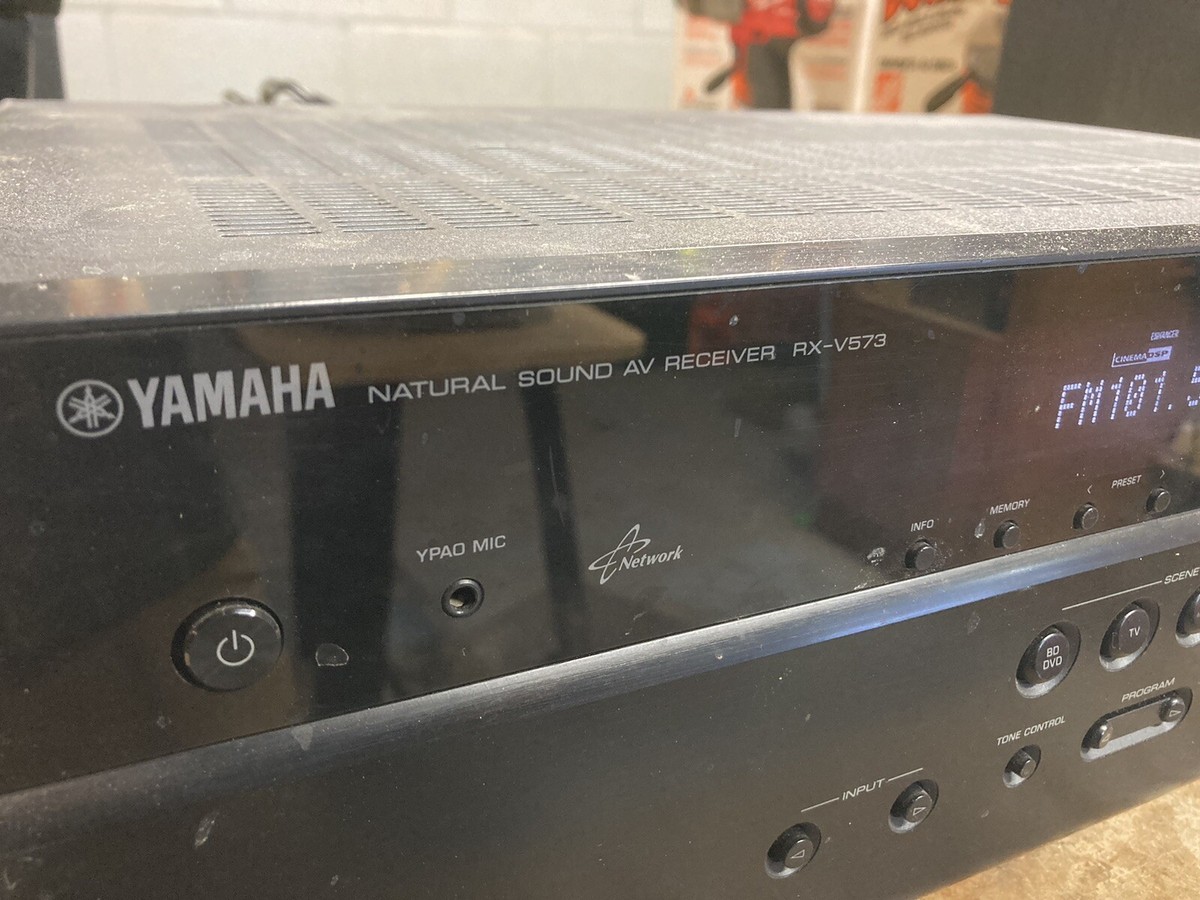 YAMAHA NATURAL SOUND AV RECEIVER RX-V573
ENHANCER
CINEMA DSP
FM101.5
YPAO MIC
Network
INFO
MEMORY
PRESET
SCENE
BD
DVD
TV
PROGRAM
TONE CONTROL
INPUT